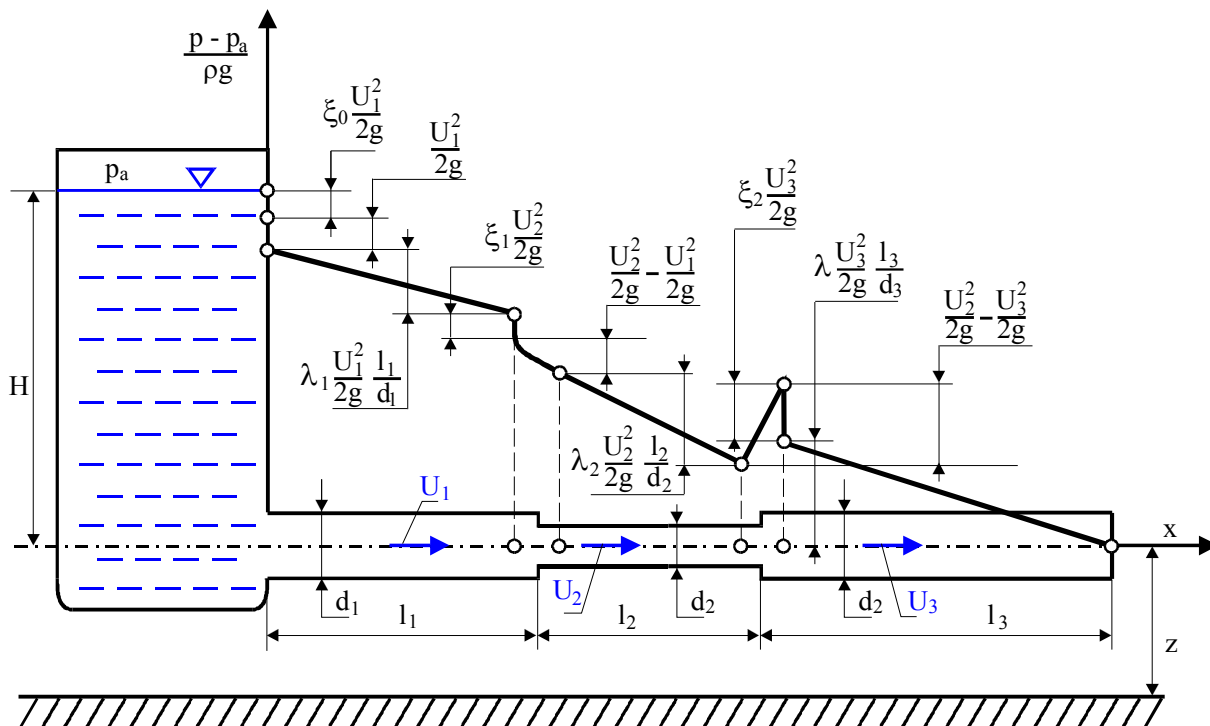 (p - pₐ)/ρg
ξ₀ U₁²/2g
U₁²/2g
pₐ
ξ₁ U₂²/2g
ξ₂ U₃²/2g
U₂²/2g – U₁²/2g
λ U₃²/2g l₃/d₃
U₂²/2g – U₃²/2g
H
λ₁ U₁²/2g l₁/d₁
λ₂ U₂²/2g l₂/d₂
U₁
x
d₁
U₂
d₂
d₂
U₃
l₁
l₂
l₃
z